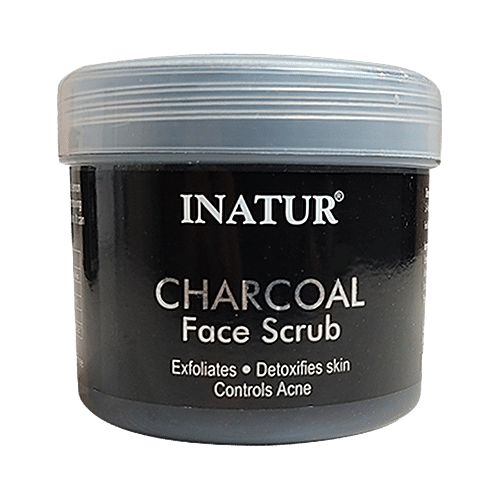 INATUR®
CHARCOAL
Face Scrub
Exfoliates • Detoxifies skin
Controls Acne